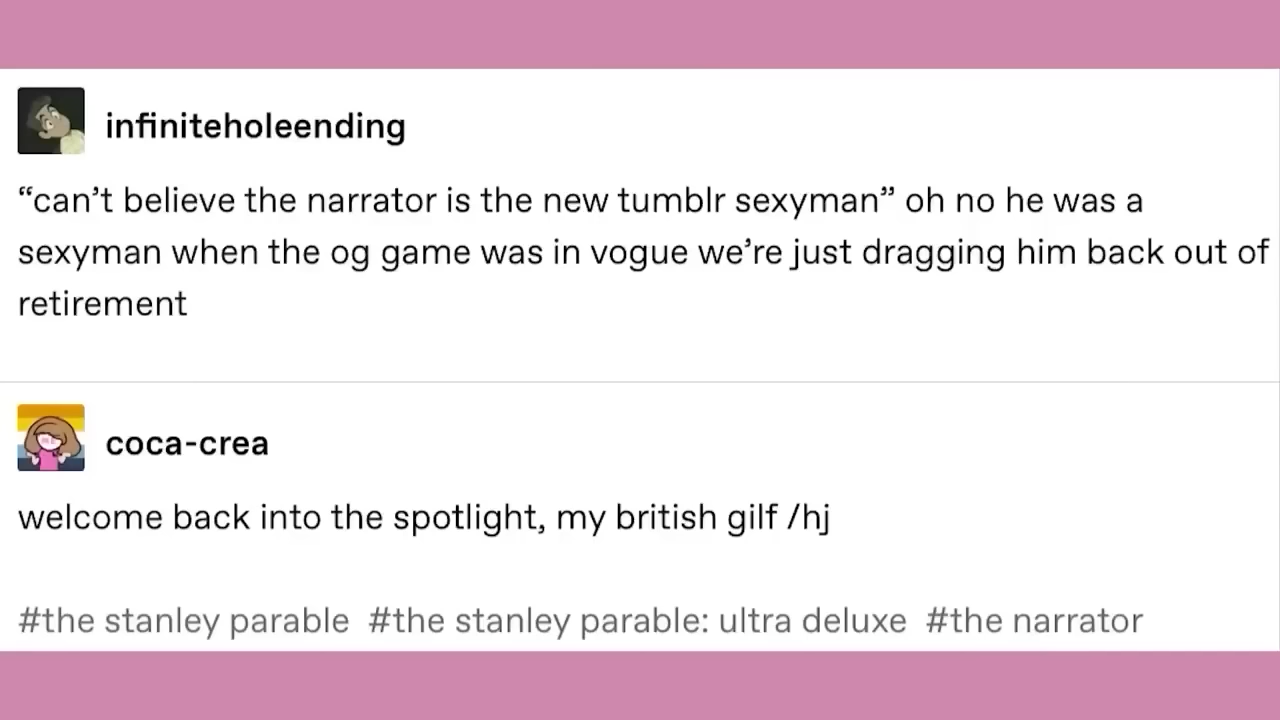 infiniteholeending
“can’t believe the narrator is the new tumblr sexyman” oh no he was a
sexyman when the og game was in vogue we’re just dragging him back out of
retirement
coca-crea
welcome back into the spotlight, my british gilf /hj
#the stanley parable #the stanley parable: ultra deluxe #the narrator